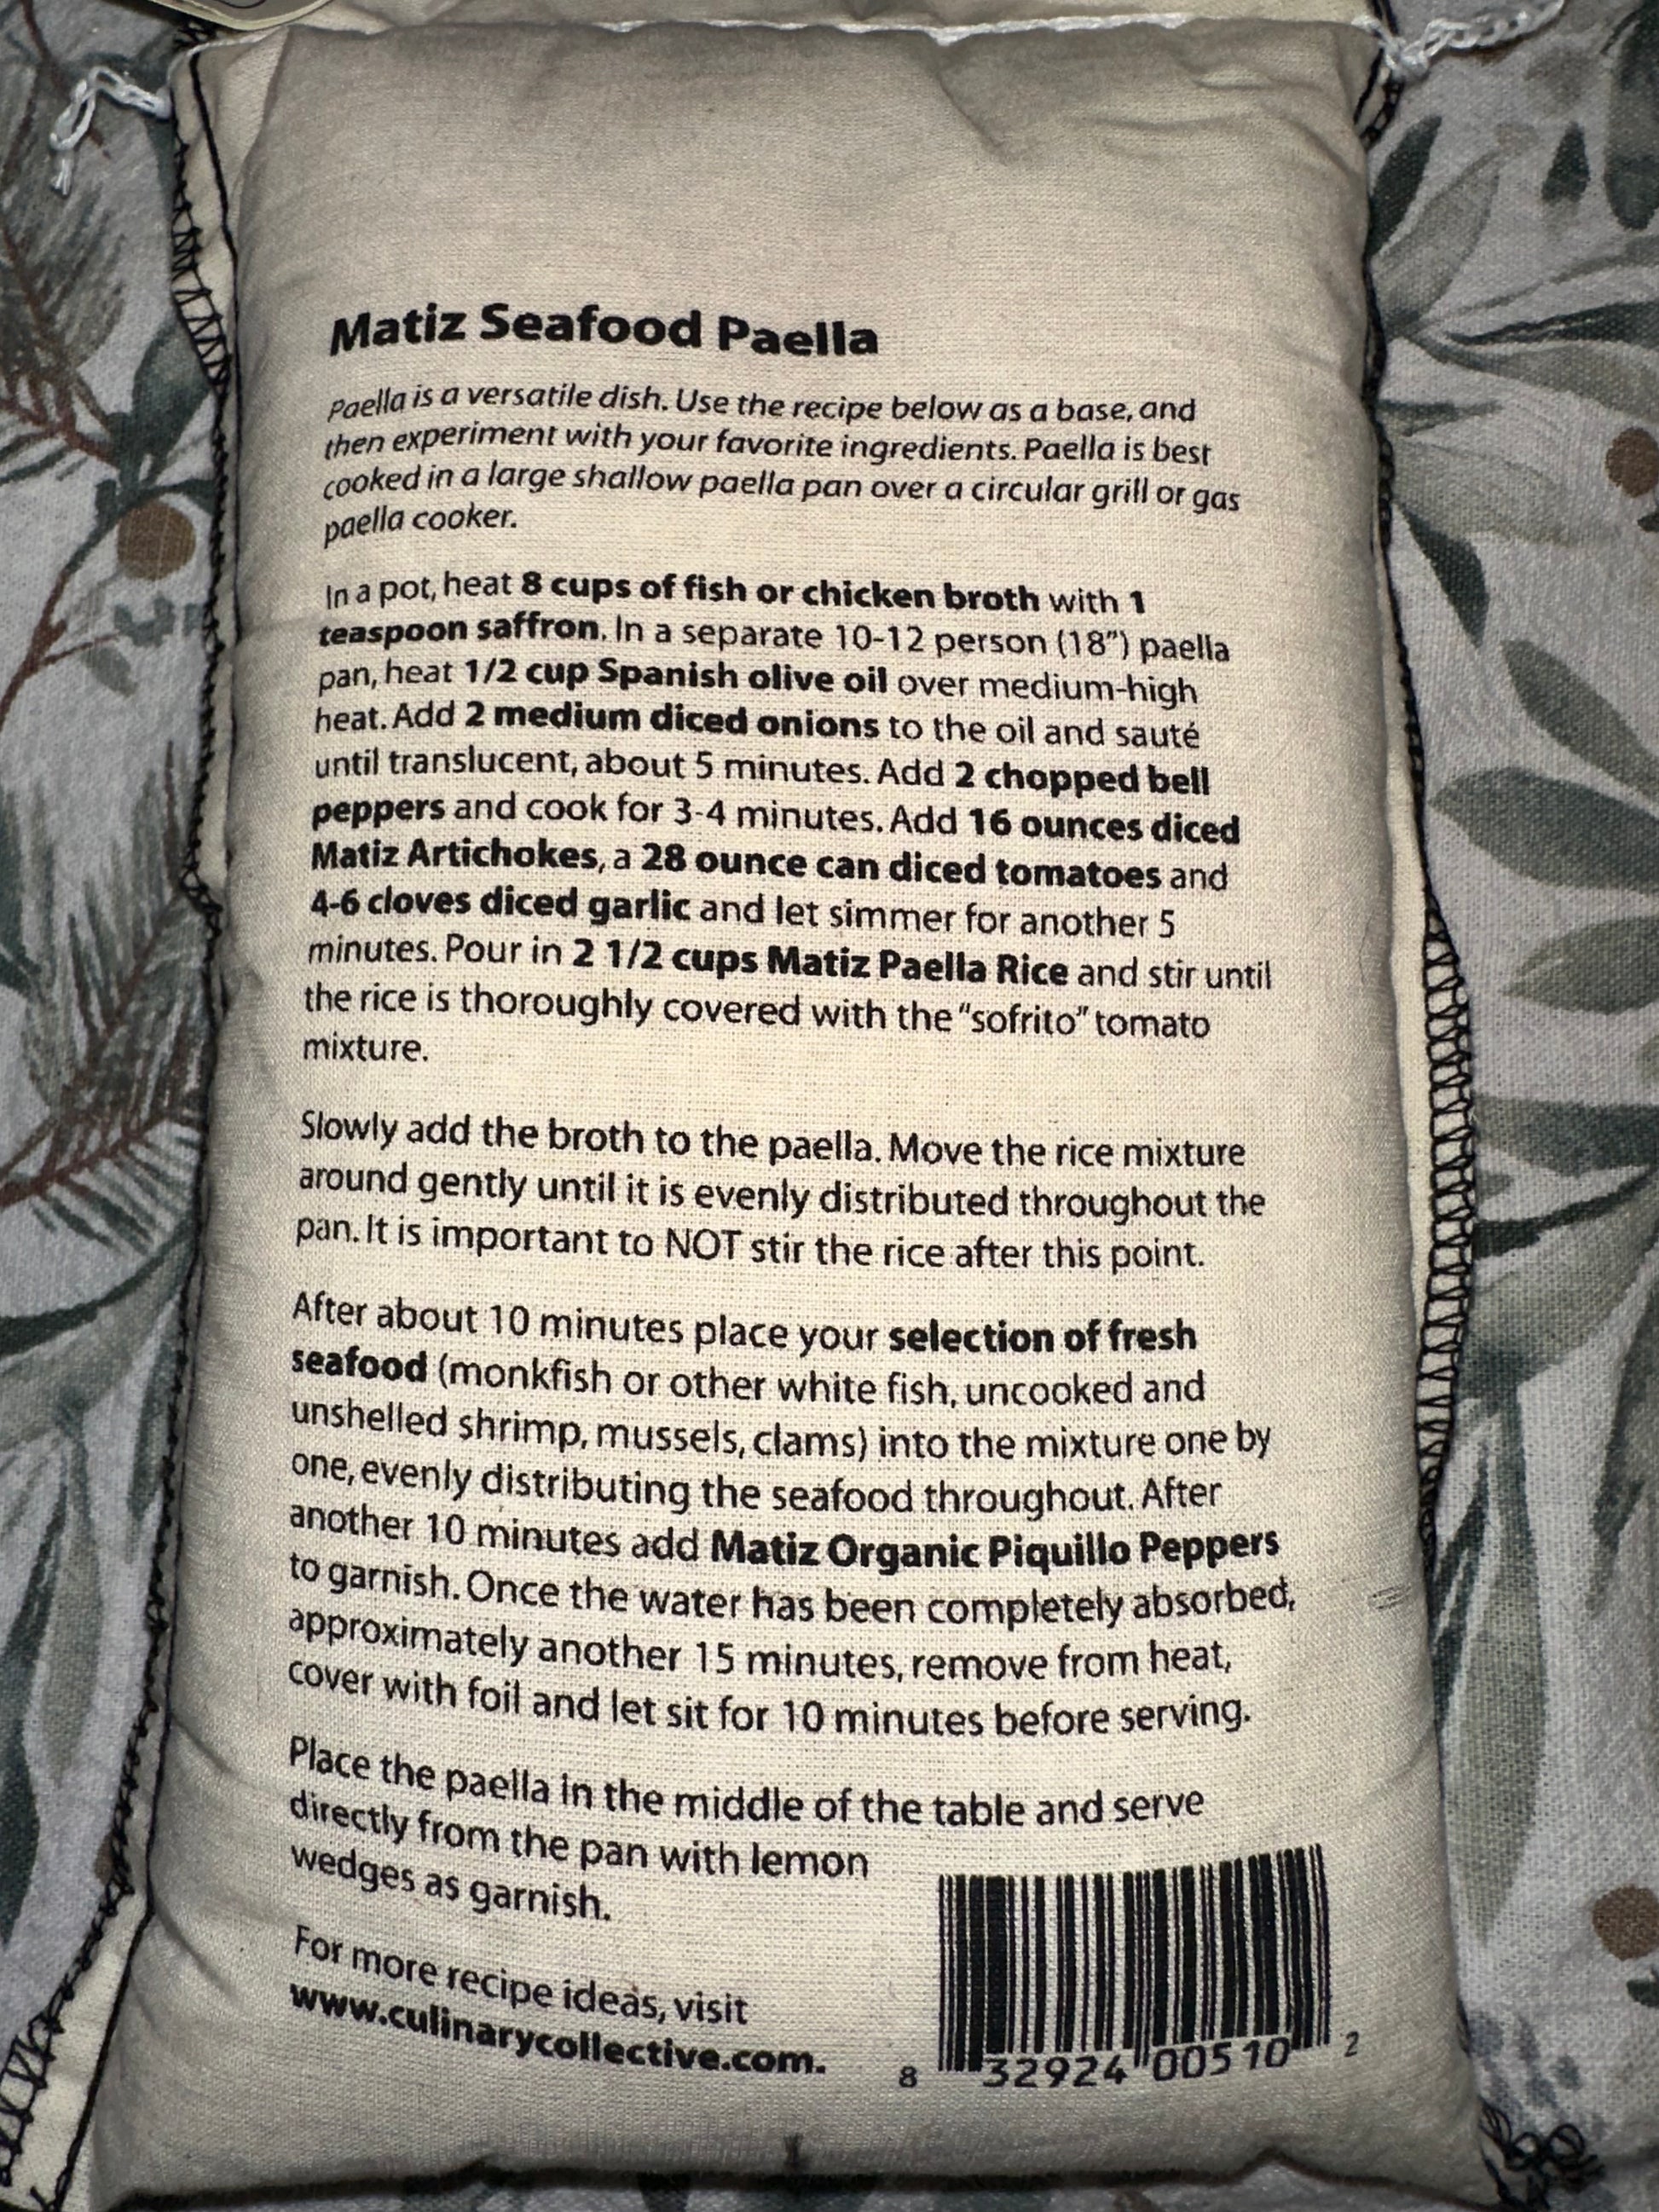 Matiz Seafood Paella
Paella is a versatile dish. Use the recipe below as a base, and
then experiment with your favorite ingredients. Paella is best
cooked in a large shallow paella pan over a circular grill or gas
paella cooker.
In a pot, heat 8 cups of fish or chicken broth with 1
teaspoon saffron. In a separate 10-12 person (18") paella
pan, heat 1/2 cup Spanish olive oil over medium-high
heat. Add 2 medium diced onions to the oil and sauté
until translucent, about 5 minutes. Add 2 chopped bell
peppers and cook for 3-4 minutes. Add 16 ounces diced
Matiz Artichokes, a 28 ounce can diced tomatoes and
4-6 cloves diced garlic and let simmer for another 5
minutes. Pour in 2 1/2 cups Matiz Paella Rice and stir until
the rice is thoroughly covered with the "sofrito" tomato
mixture.
Slowly add the broth to the paella. Move the rice mixture
around gently until it is evenly distributed throughout the
pan. It is important to NOT stir the rice after this point.
After about 10 minutes place your selection of fresh
seafood (monkfish or other white fish, uncooked and
unshelled shrimp, mussels, clams) into the mixture one by
one, evenly distributing the seafood throughout. After
another 10 minutes add Matiz Organic Piquillo Peppers
to garnish. Once the water has been completely absorbed,
approximately another 15 minutes, remove from heat,
cover with foil and let sit for 10 minutes before serving.
Place the paella in the middle of the table and serve
directly from the pan with lemon
wedges as garnish.
For more recipe ideas, visit
www.culinarycollective.com.
8 32924 00510 2